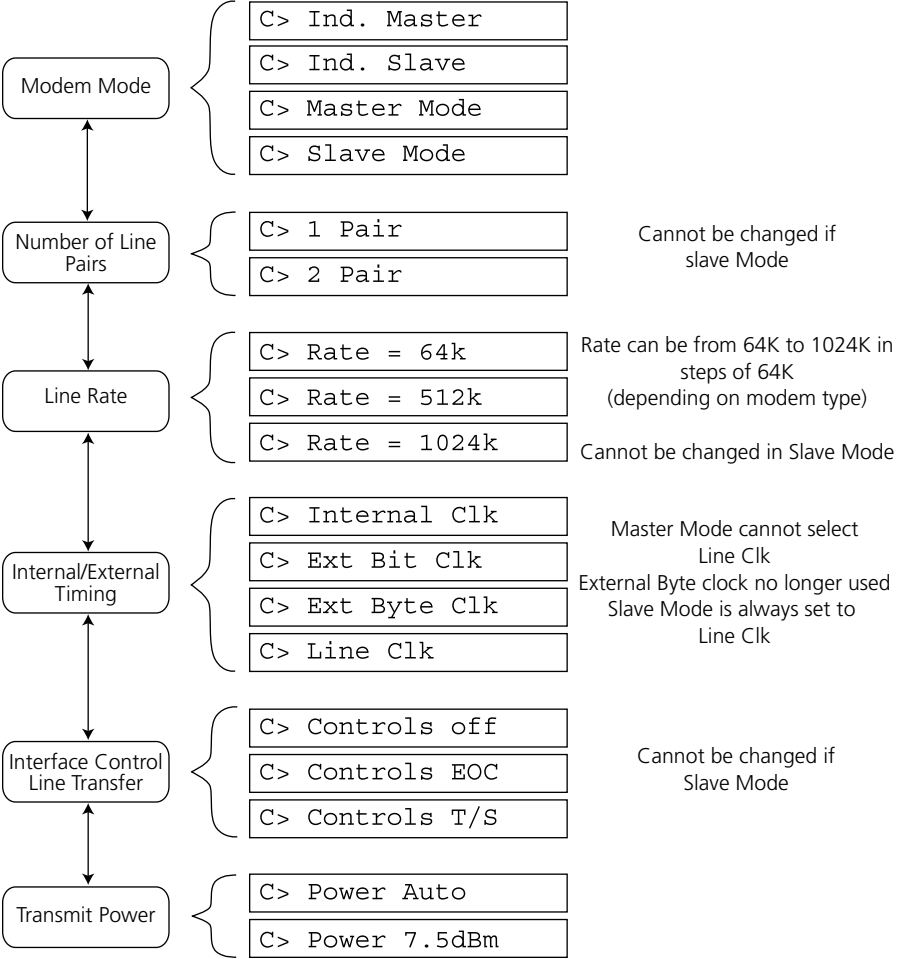 Modem Mode
C> Ind. Master
C> Ind. Slave
C> Master Mode
C> Slave Mode
Number of Line
Pairs
C> 1 Pair
C> 2 Pair
Cannot be changed if
slave Mode
Line Rate
C> Rate = 64k
C> Rate = 512k
C> Rate = 1024k
Rate can be from 64K to 1024K in
steps of 64K
(depending on modem type)
Cannot be changed in Slave Mode
Internal/External
Timing
C> Internal Clk
C> Ext Bit Clk
C> Ext Byte Clk
C> Line Clk
Master Mode cannot select
Line Clk
External Byte clock no longer used
Slave Mode is always set to
Line Clk
Interface Control
Line Transfer
C> Controls off
C> Controls EOC
C> Controls T/S
Cannot be changed if
Slave Mode
Transmit Power
C> Power Auto
C> Power 7.5dBm